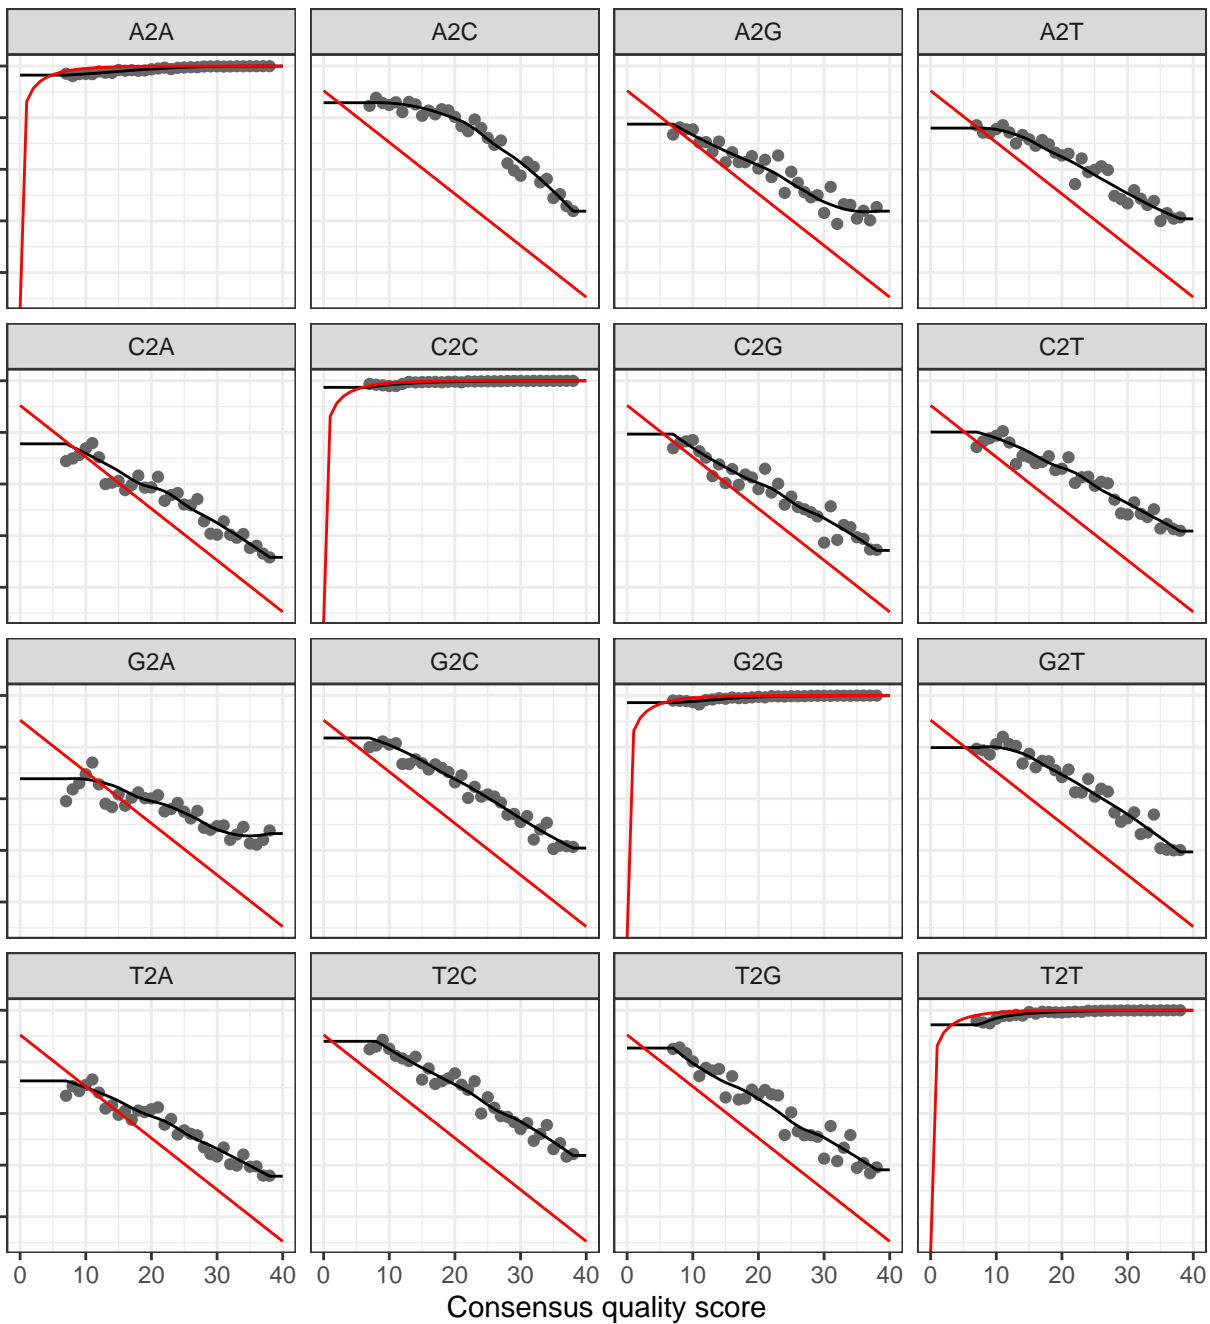 A2A A2C A2G A2T
C2A C2C C2G C2T
G2A G2C G2G G2T
T2A T2C T2G T2T
0 10 20 30 40 0 10 20 30 40 0 10 20 30 40 0 10 20 30 40
Consensus quality score